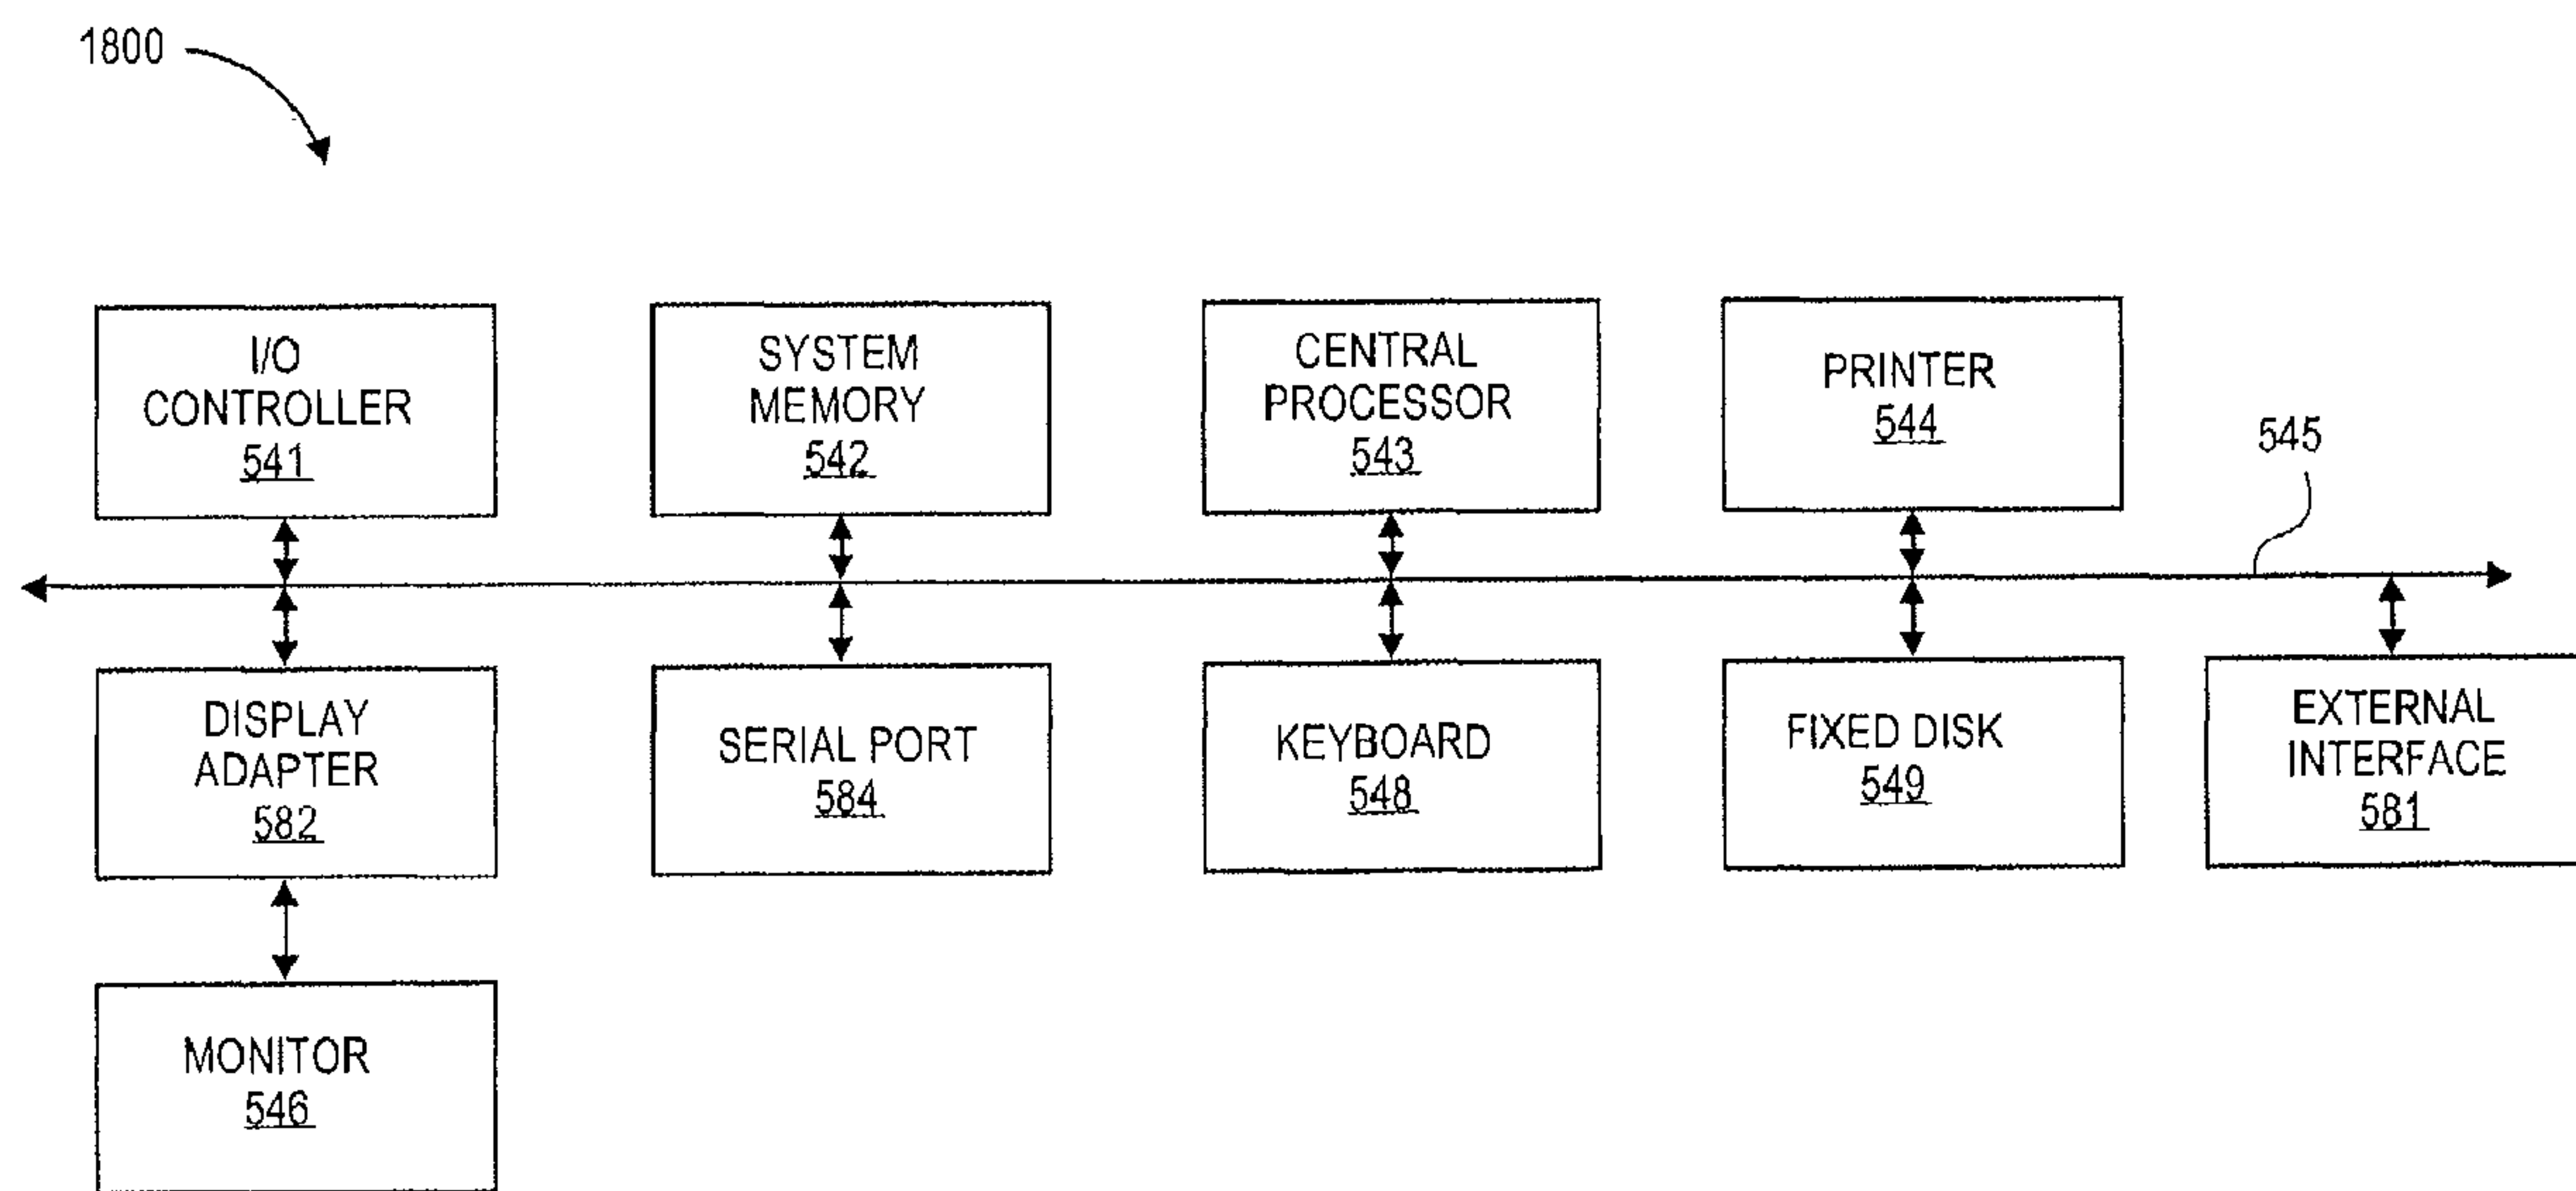 1800
I/O
CONTROLLER
541
SYSTEM
MEMORY
542
CENTRAL
PROCESSOR
543
PRINTER
544
545
DISPLAY
ADAPTER
582
SERIAL PORT
584
KEYBOARD
548
FIXED DISK
549
EXTERNAL
INTERFACE
581
MONITOR
546